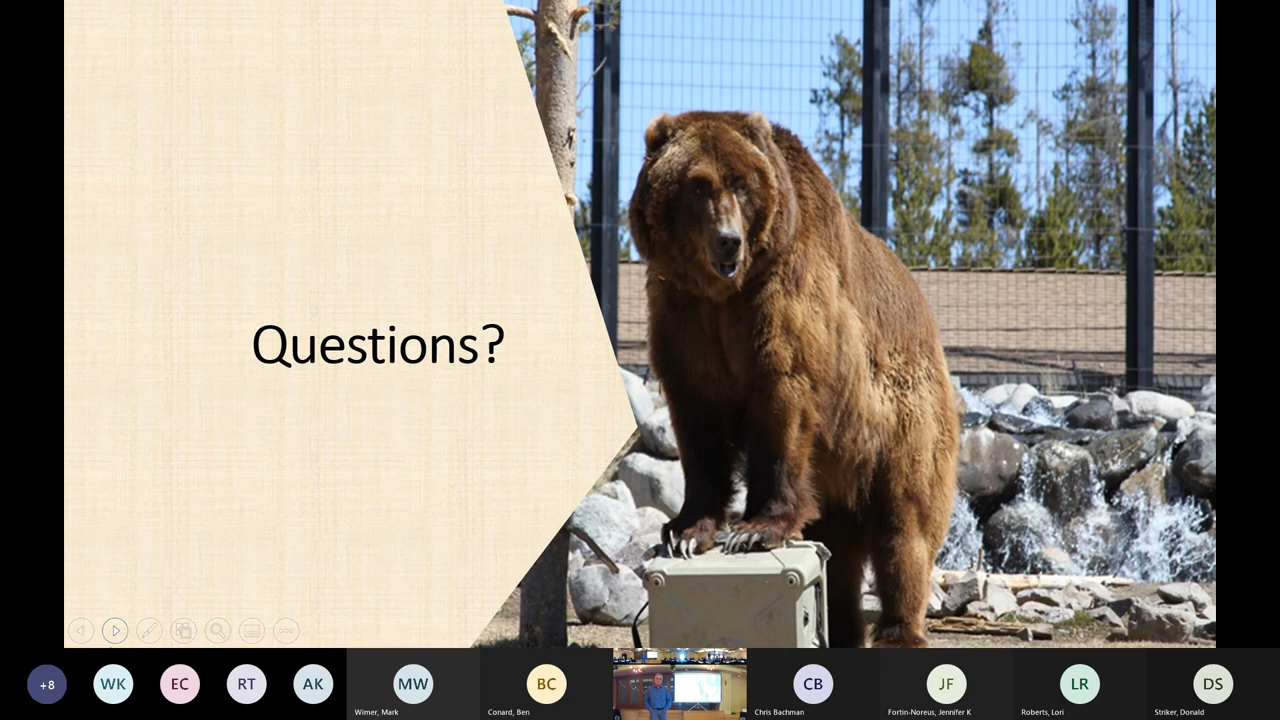 Questions?
+8
WK
EC
RT
AK
MW
Wimer, Mark
BC
Conard, Ben
CB
Chris Bachman
JF
Fortin-Noreus, Jennifer K
LR
Roberts, Lori
DS
Striker, Donald